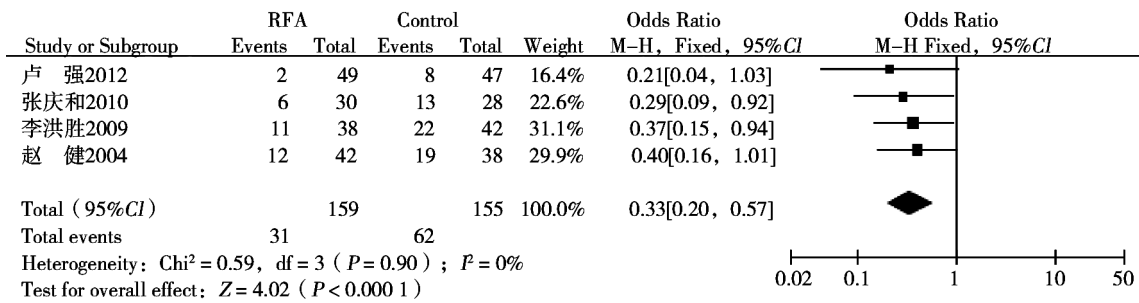 RFA Control Odds Ratio Odds Ratio
Study or Subgroup Events Total Events Total Weight M-H, Fixed, 95%CI M-H Fixed, 95%CI
卢 强2012 2 49 8 47 16.4% 0.21[0.04, 1.03]
张庆和2010 6 30 13 28 22.6% 0.29[0.09, 0.92]
李洪胜2009 11 38 22 42 31.1% 0.37[0.15, 0.94]
赵 健2004 12 42 19 38 29.9% 0.40[0.16, 1.01]
Total (95%CI) 159 155 100.0% 0.33[0.20, 0.57]
Total events 31 62
Heterogeneity: Chi² = 0.59, df = 3 (P = 0.90); I² = 0%
Test for overall effect: Z = 4.02 (P < 0.000 1)
0.02 0.1 1 10 50